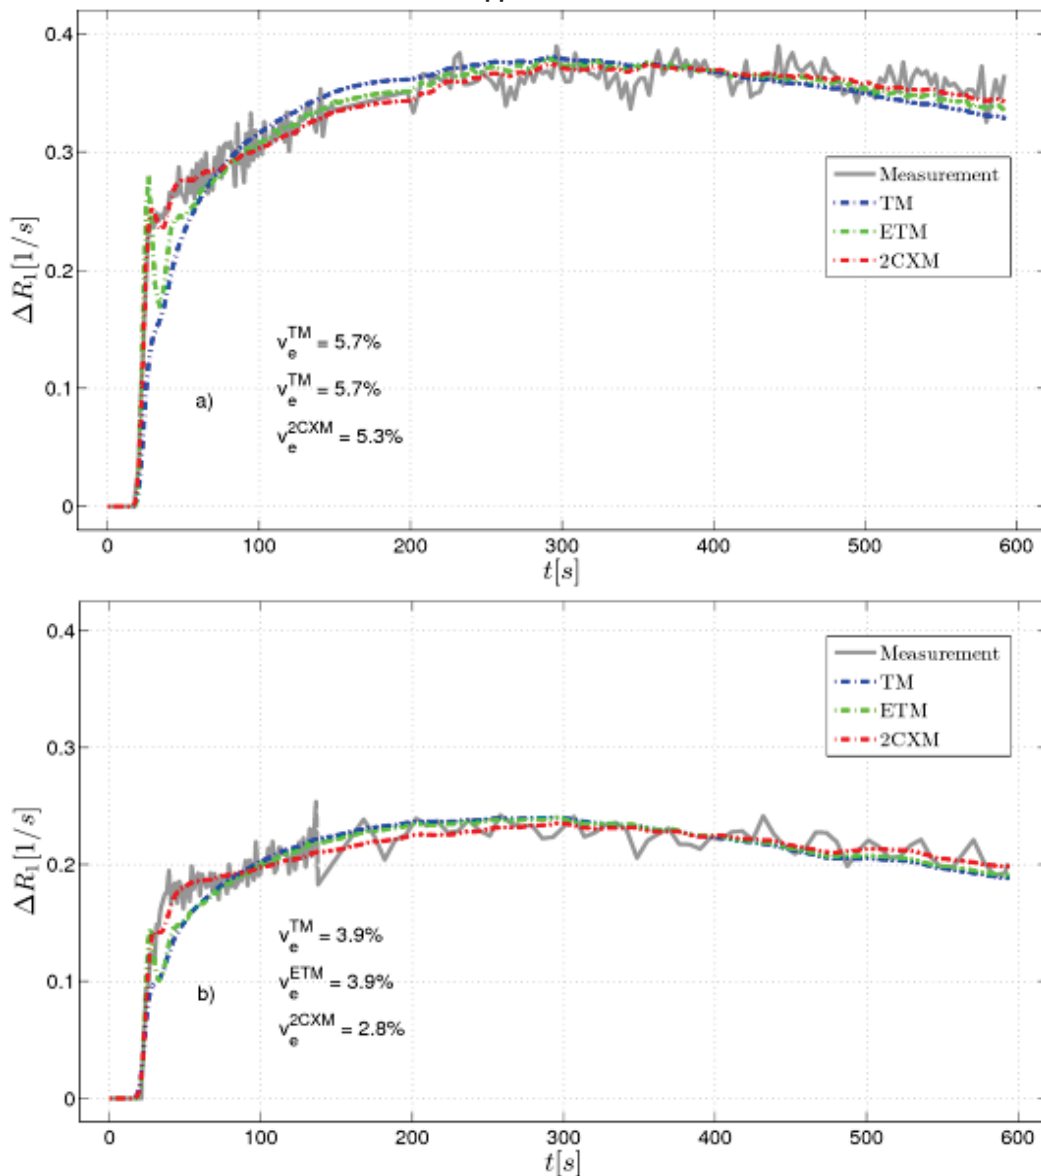 0.4
0.3
0.2
0.1
0
ΔR₁[1/s]
Measurement
TM
ETM
2CXM
v_e^TM = 5.7%
v_e^TM = 5.7%
v_e^2CXM = 5.3%
a)
0 100 200 300 400 500 600
t[s]
0.4
0.3
0.2
0.1
0
ΔR₁[1/s]
Measurement
TM
ETM
2CXM
v_e^TM = 3.9%
v_e^ETM = 3.9%
v_e^2CXM = 2.8%
b)
0 100 200 300 400 500 600
t[s]